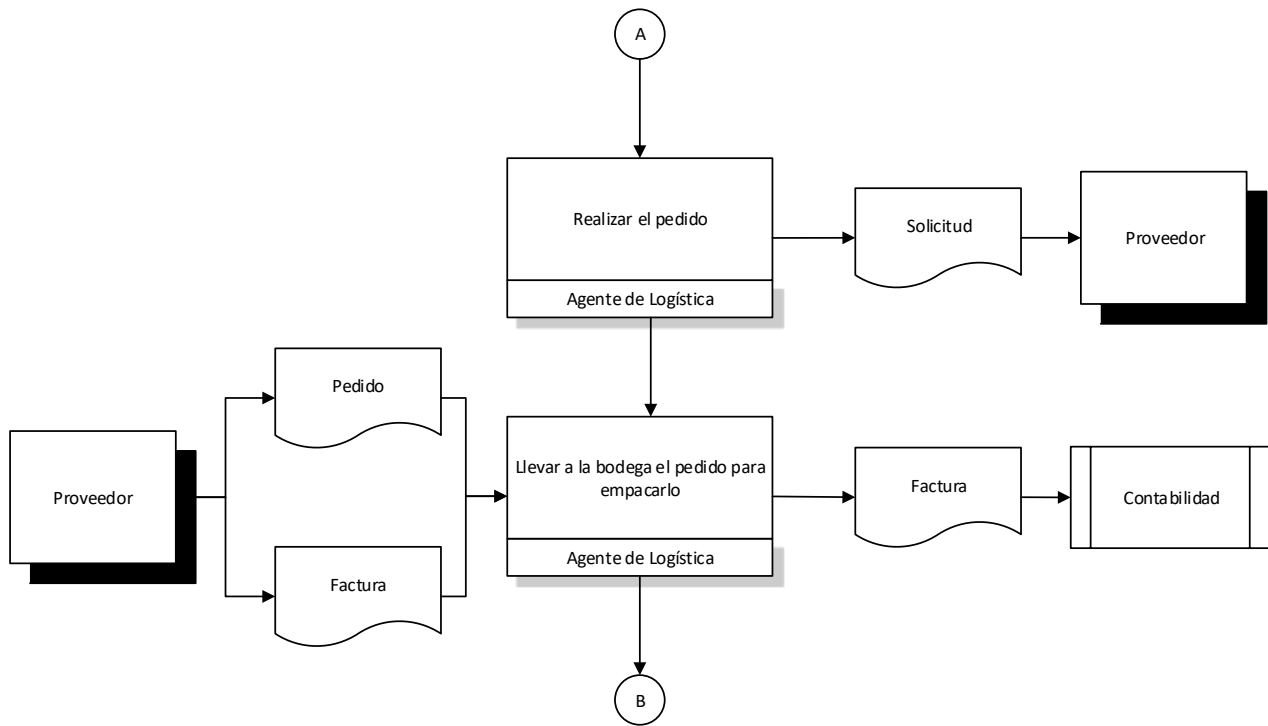 A
Realizar el pedido
Agente de Logística
Solicitud
Proveedor
Proveedor
Pedido
Factura
Llevar a la bodega el pedido para
empacarlo
Agente de Logística
Factura
Contabilidad
B